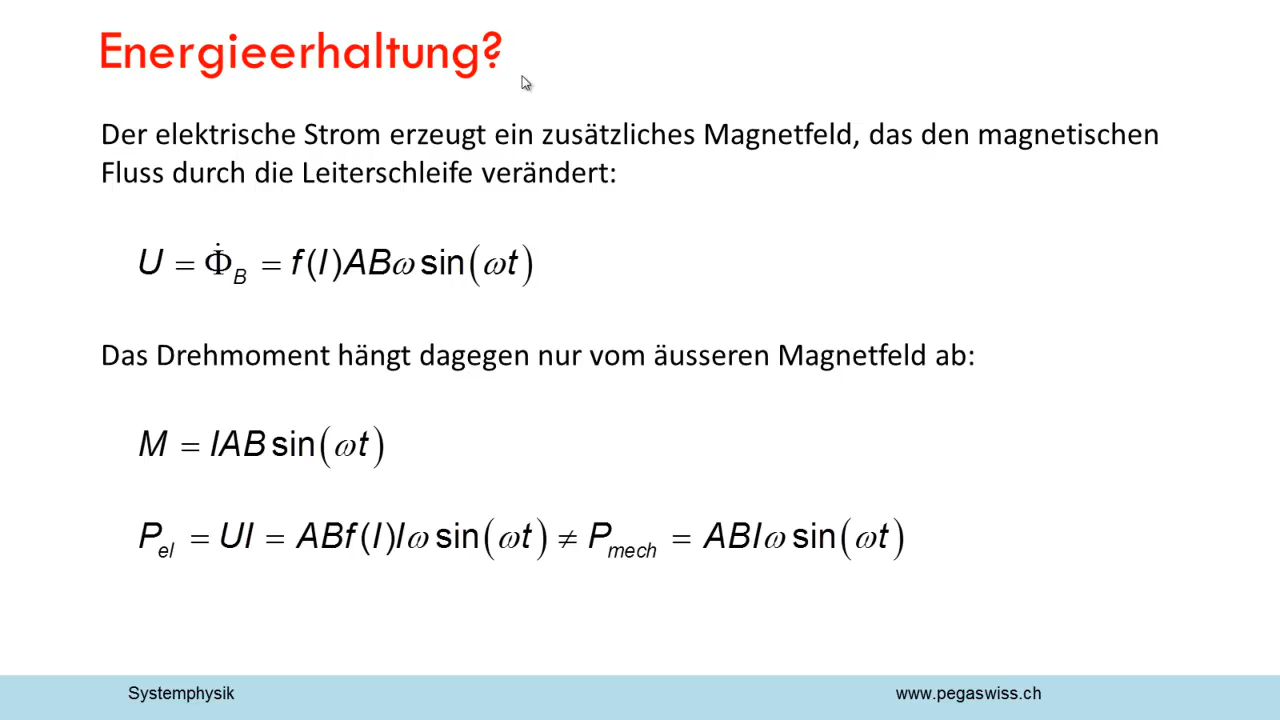 Energieerhaltung?
Der elektrische Strom erzeugt ein zusätzliches Magnetfeld, das den magnetischen
Fluss durch die Leiterschleife verändert:
U = Φ̇_B = f(I)ABω sin(ωt)
Das Drehmoment hängt dagegen nur vom äusseren Magnetfeld ab:
M = IAB sin(ωt)
P_el = UI = ABf(I)Iω sin(ωt) ≠ P_mech = ABIω sin(ωt)
Systemphysik
www.pegaswiss.ch